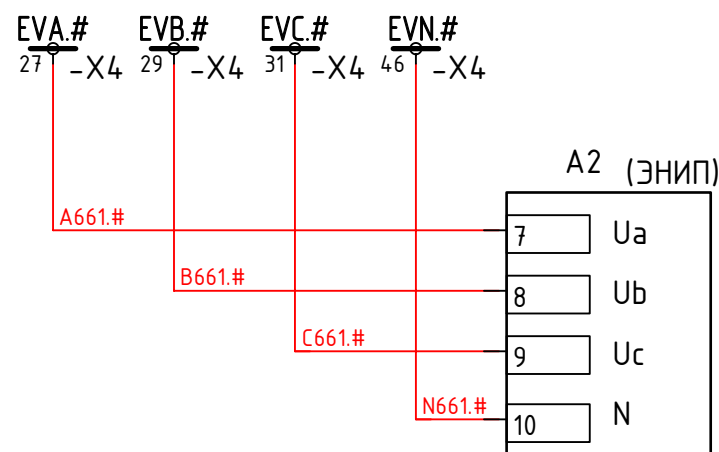 EVA.# EVB.# EVC.# EVN.#
27 -X4 29 -X4 31 -X4 46 -X4
A2 (ЭНИП)
A661.#
7 Ua
B661.#
8 Ub
C661.#
9 Uc
N661.#
10 N